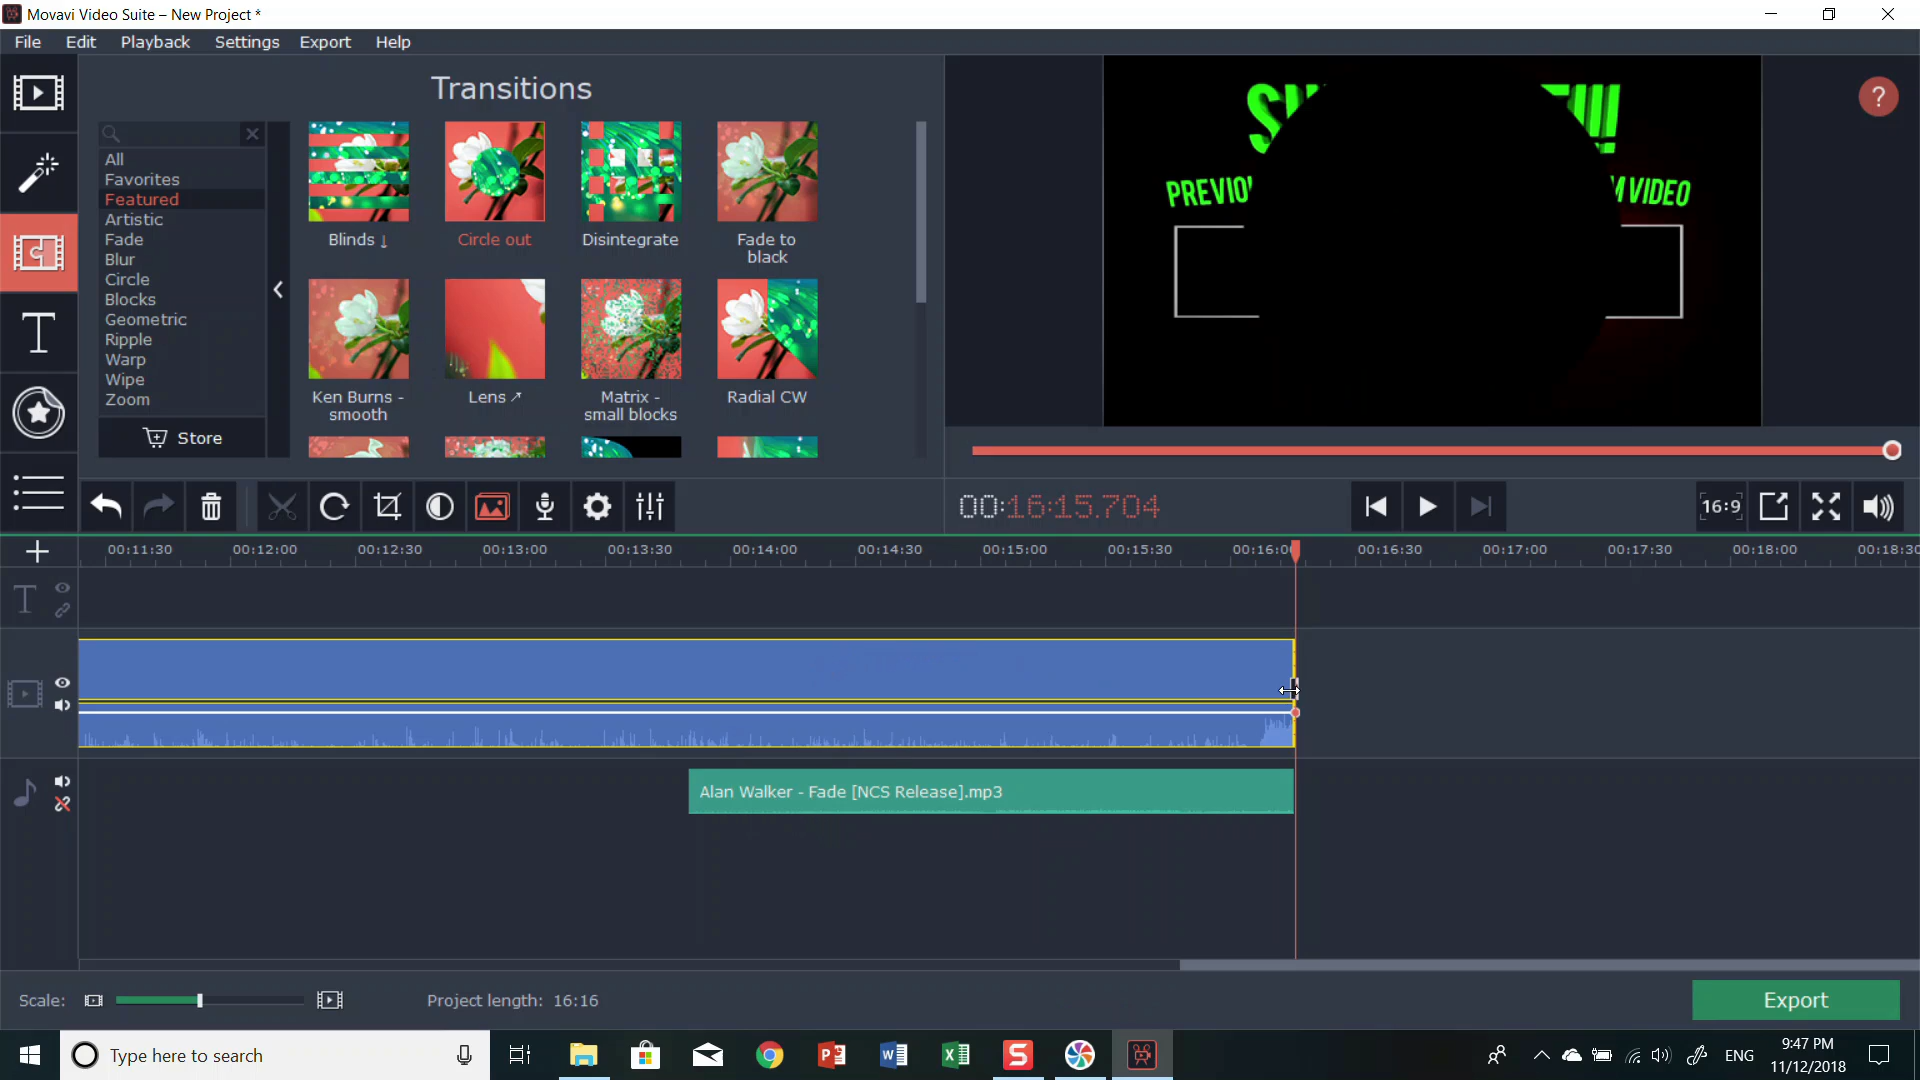 Movavi Video Suite – New Project *
File Edit Playback Settings Export Help
Transitions
All
Favorites
Featured
Artistic
Fade
Blur
Circle
Blocks
Geometric
Ripple
Warp
Wipe
Zoom
Store
Blinds ↓ Circle out Disintegrate Fade to
black
Ken Burns - Lens ↗ Matrix - Radial CW
smooth small blocks
VIDEO
?
00:16:15.704
16:9
00:11:30 00:12:00 00:12:30 00:13:00 00:13:30 00:14:00 00:14:30 00:15:00 00:15:30 00:16:0 00:16:30 00:17:00 00:17:30 00:18:00 00:18:30
T
Alan Walker - Fade [NCS Release].mp3
Scale: Project length: 16:16 Export
Type here to search
ENG
9:47 PM
11/12/2018